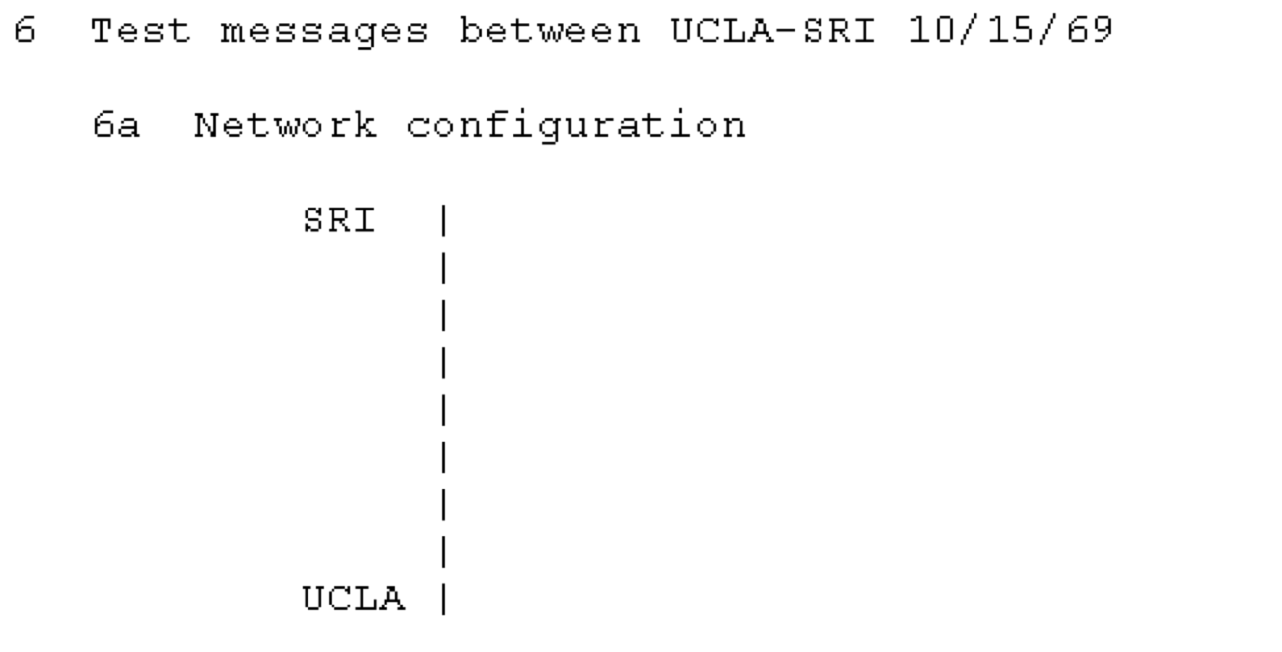 6  Test messages between UCLA-SRI 10/15/69
6a  Network configuration
SRI  |
|
|
|
|
|
|
|
UCLA |